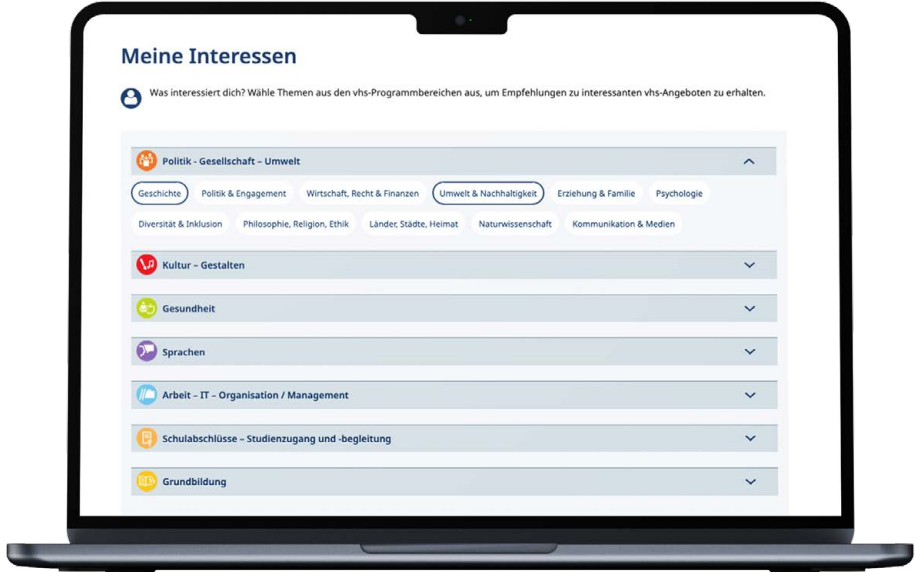 Meine Interessen
Was interessiert dich? Wähle Themen aus den vhs-Programmbereichen aus, um Empfehlungen zu interessanten vhs-Angeboten zu erhalten.
Politik - Gesellschaft – Umwelt
Geschichte Politik & Engagement Wirtschaft, Recht & Finanzen Umwelt & Nachhaltigkeit Erziehung & Familie Psychologie
Diversität & Inklusion Philosophie, Religion, Ethik Länder, Städte, Heimat Naturwissenschaft Kommunikation & Medien
Kultur – Gestalten
Gesundheit
Sprachen
Arbeit – IT – Organisation / Management
Schulabschlüsse – Studienzugang und -begleitung
Grundbildung